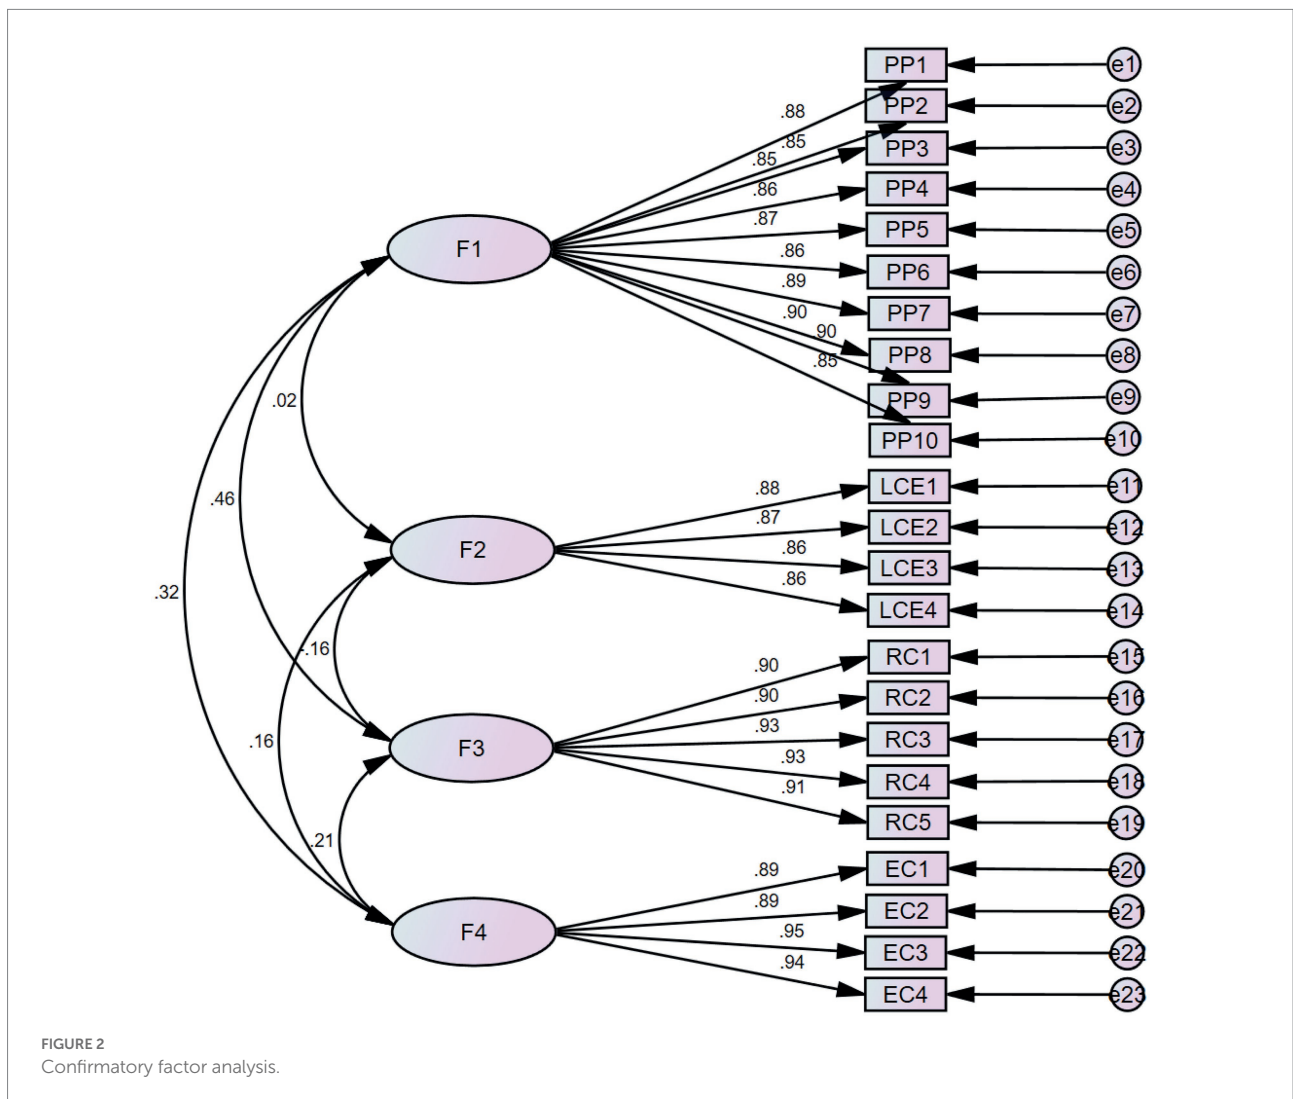 PP1
e1
.88
PP2
e2
.85
PP3
e3
.85
PP4
e4
.86
PP5
e5
.87
F1
PP6
e6
.86
PP7
e7
.89
PP8
e8
.90
.90
PP9
e9
.85
PP10
e10
.02
.46
.32
LCE1
e11
.88
LCE2
e12
.87
F2
LCE3
e13
.86
LCE4
e14
.86
-.16
.16
RC1
e15
.90
RC2
e16
.90
F3
RC3
e17
.93
RC4
e18
.93
RC5
e19
.91
.21
EC1
e20
.89
EC2
e21
.89
F4
EC3
e22
.95
EC4
e23
.94
FIGURE 2
Confirmatory factor analysis.